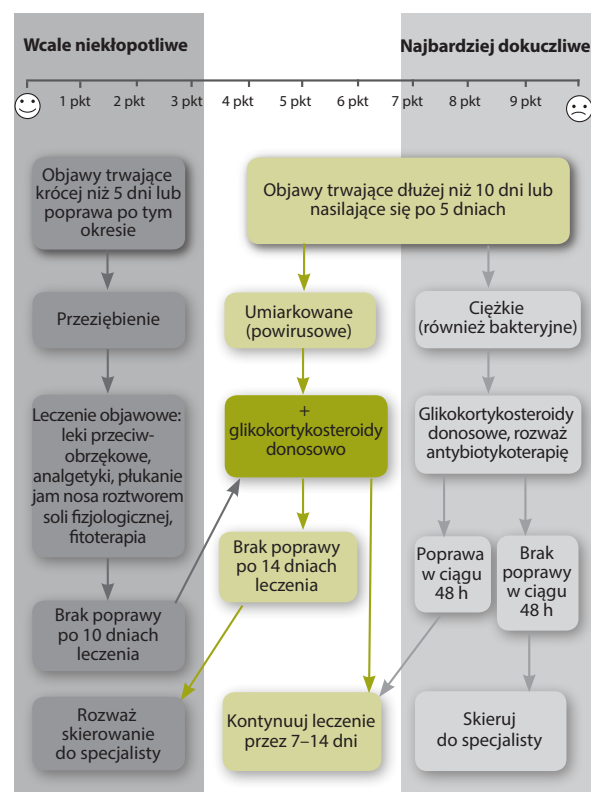 Wcale niekłopotliwe
Najbardziej dokuczliwe
1 pkt
2 pkt
3 pkt
4 pkt
5 pkt
6 pkt
7 pkt
8 pkt
9 pkt
Objawy trwające
krócej niż 5 dni lub
poprawa po tym
okresie
Objawy trwające dłużej niż 10 dni lub
nasilające się po 5 dniach
Przeziębienie
Umiarkowane
(powirusowe)
Ciężkie
(również bakteryjne)
Leczenie objawowe:
leki przeciw-
obrzękowe,
analgetyki, płukanie
jam nosa roztworem
soli fizjologicznej,
fitoterapia
+
glikokortykosteroidy
donosowo
Glikokortykosteroidy
donosowe, rozważ
antybiotykoterapię
Brak poprawy
po 14 dniach
leczenia
Poprawa
w ciągu
48 h
Brak
poprawy
w ciągu
48 h
Brak poprawy
po 10 dniach
leczenia
Rozważ
skierowanie
do specjalisty
Kontynuuj leczenie
przez 7–14 dni
Skieruj
do specjalisty